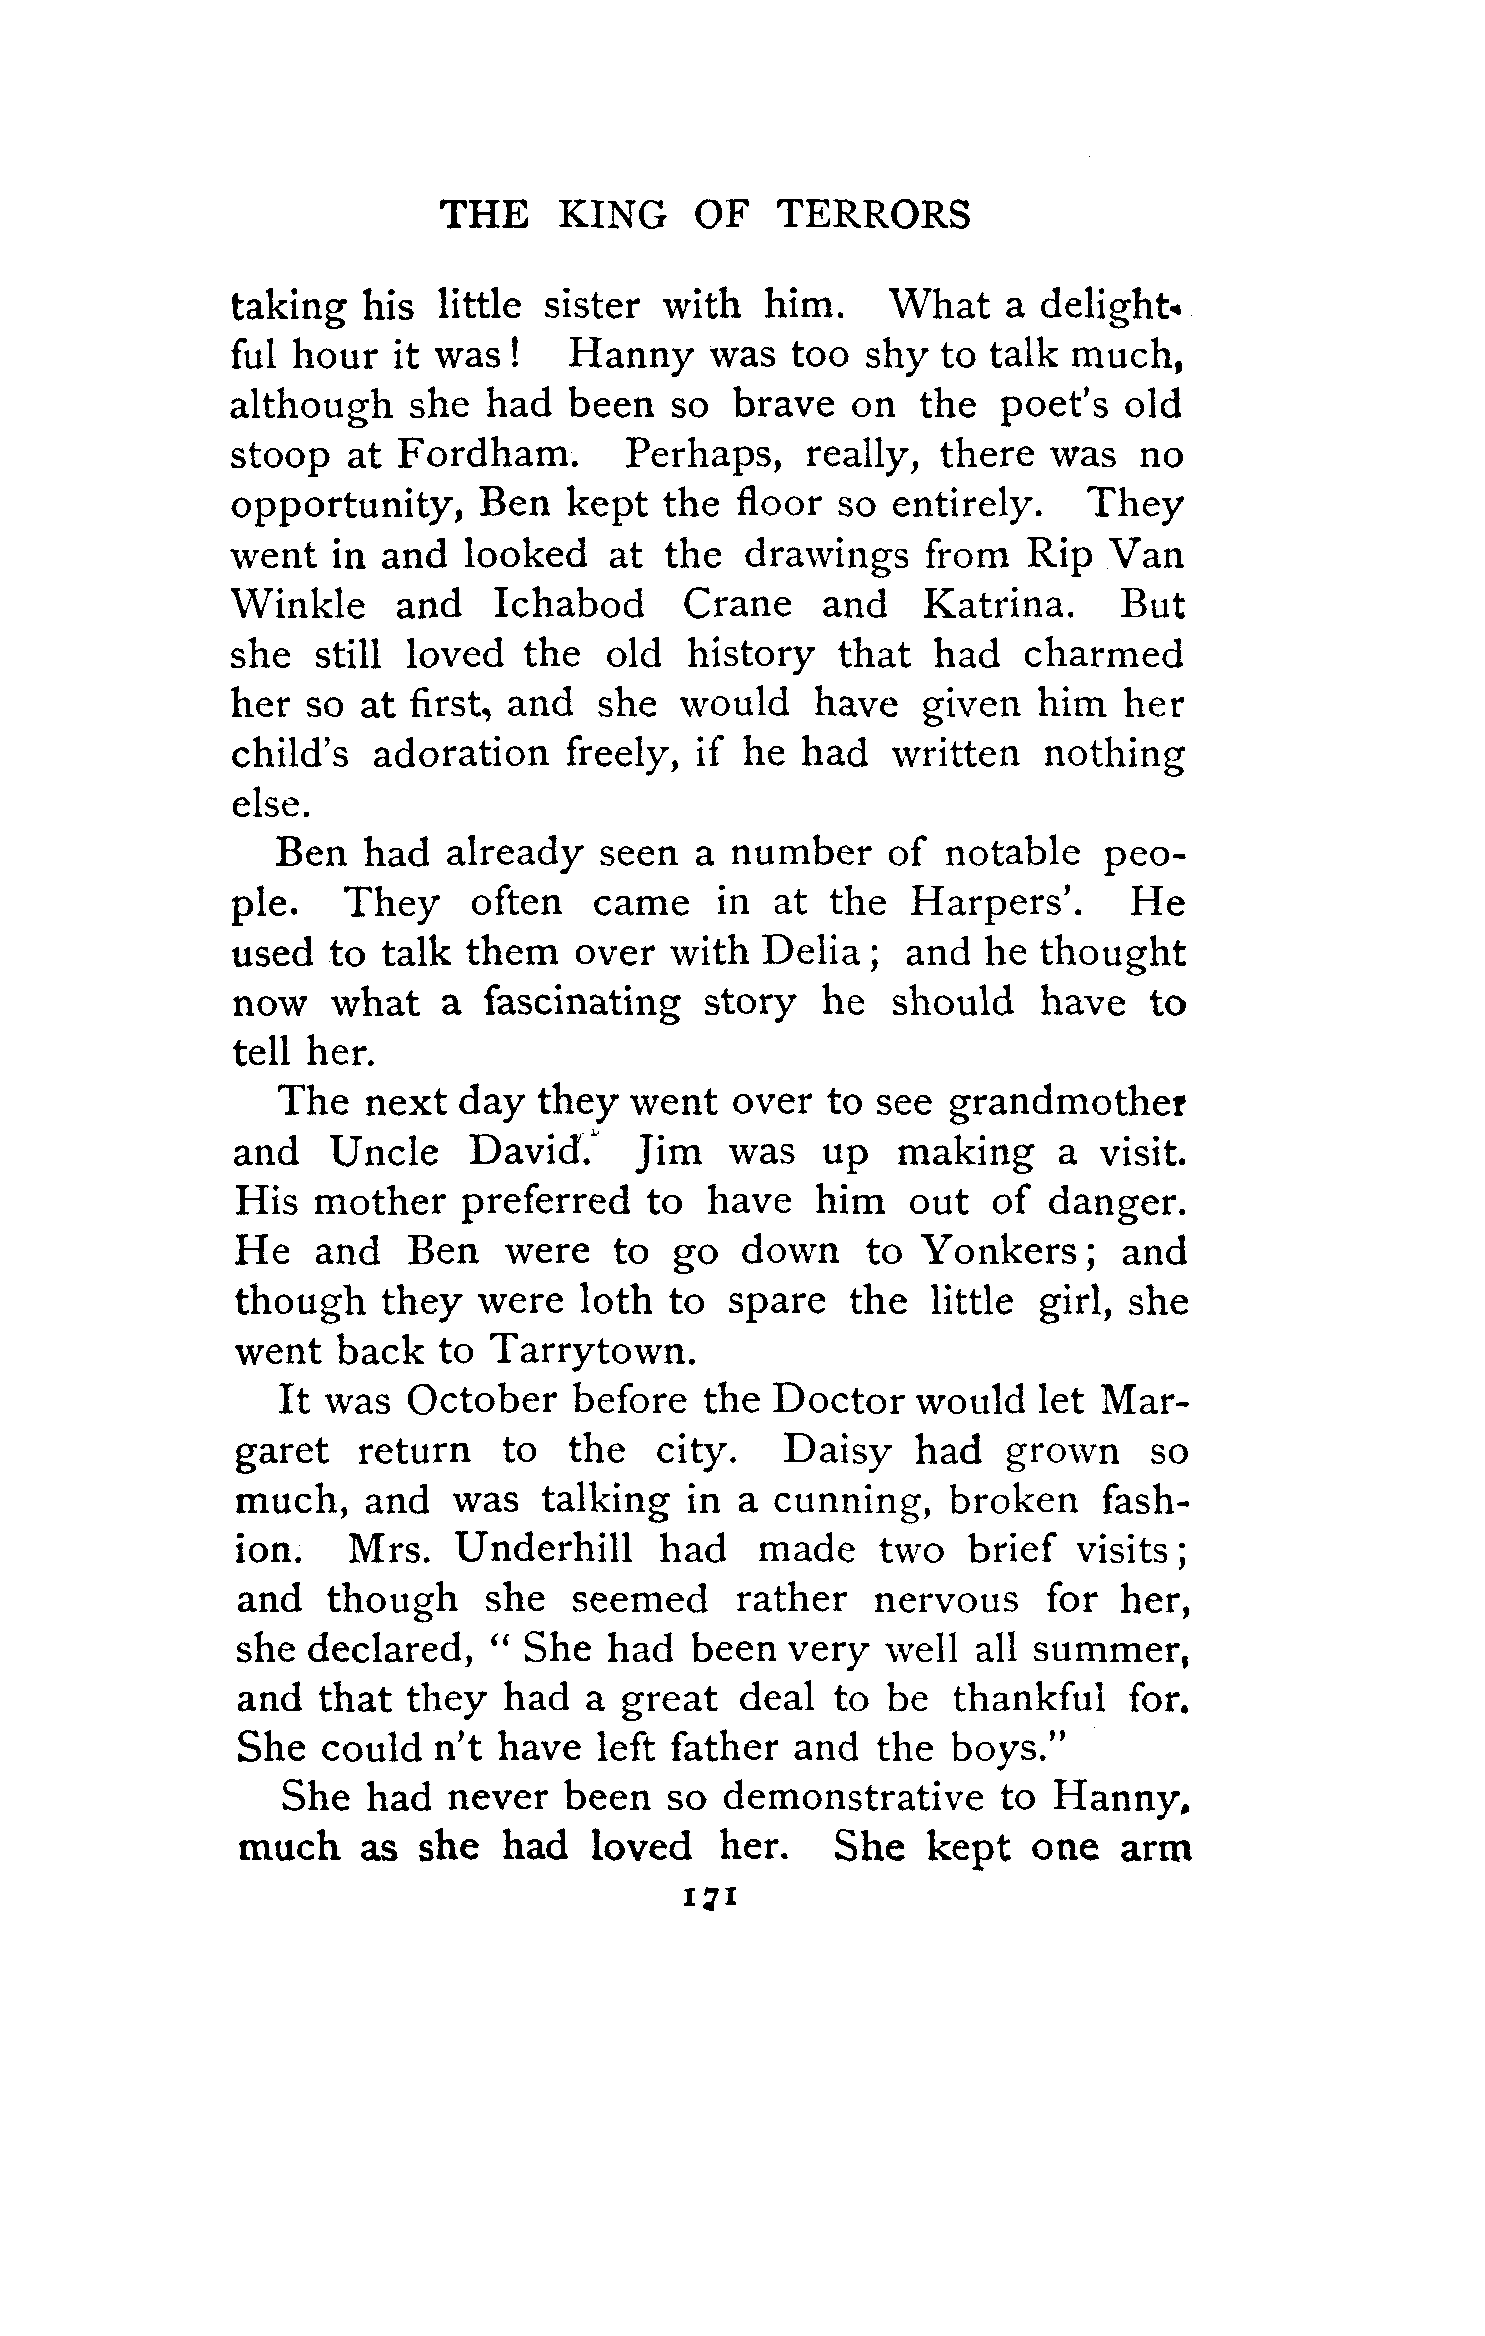 THE KING OF TERRORS
taking his little sister with him. What a delight-
ful hour it was! Hanny was too shy to talk much,
although she had been so brave on the poet's old
stoop at Fordham. Perhaps, really, there was no
opportunity, Ben kept the floor so entirely. They
went in and looked at the drawings from Rip Van
Winkle and Ichabod Crane and Katrina. But
she still loved the old history that had charmed
her so at first, and she would have given him her
child's adoration freely, if he had written nothing
else.
Ben had already seen a number of notable peo-
ple. They often came in at the Harpers'. He
used to talk them over with Delia; and he thought
now what a fascinating story he should have to
tell her.
The next day they went over to see grandmother
and Uncle David. Jim was up making a visit.
His mother preferred to have him out of danger.
He and Ben were to go down to Yonkers; and
though they were loth to spare the little girl, she
went back to Tarrytown.
It was October before the Doctor would let Mar-
garet return to the city. Daisy had grown so
much, and was talking in a cunning, broken fash-
ion. Mrs. Underhill had made two brief visits;
and though she seemed rather nervous for her,
she declared, "She had been very well all summer,
and that they had a great deal to be thankful for.
She could n't have left father and the boys."
She had never been so demonstrative to Hanny,
much as she had loved her. She kept one arm
171